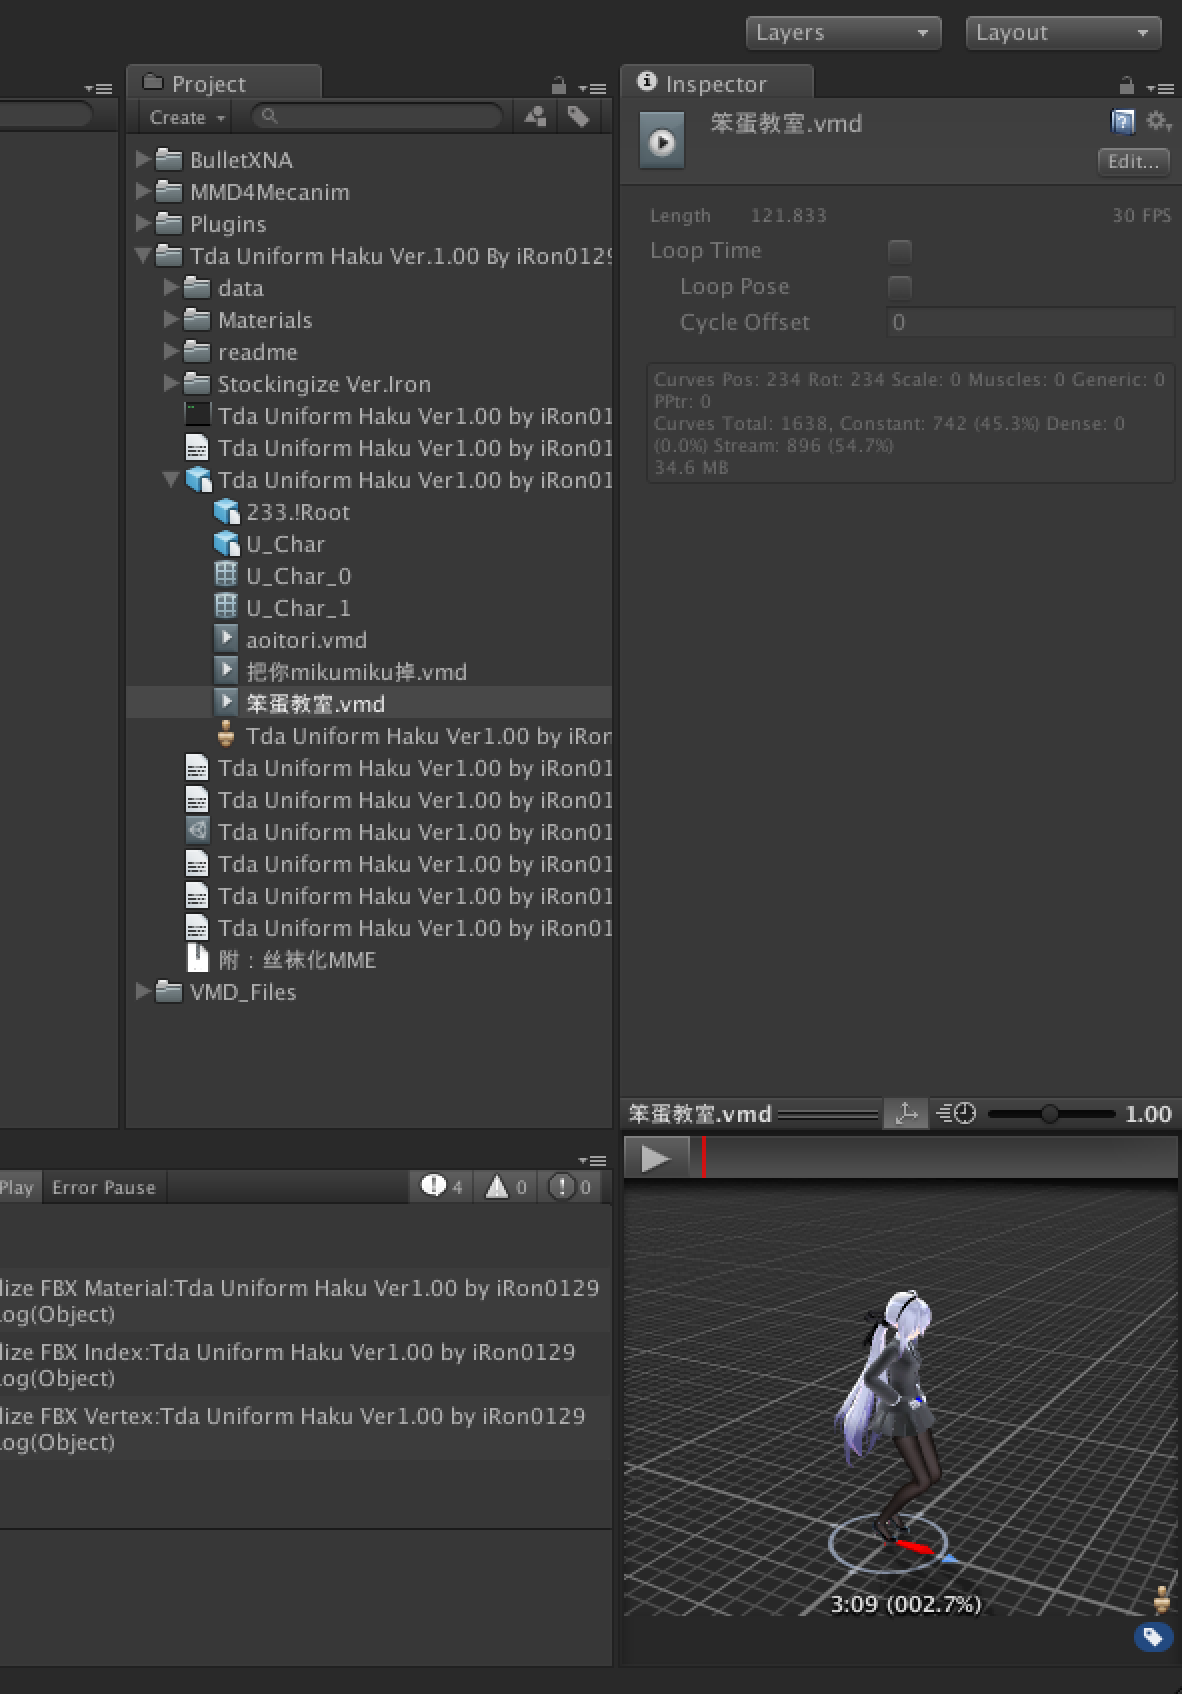 Layers
Layout
Project
Create
BulletXNA
MMD4Mecanim
Plugins
Tda Uniform Haku Ver.1.00 By iRon0129
data
Materials
readme
Stockingize Ver.Iron
Tda Uniform Haku Ver1.00 by iRon01
Tda Uniform Haku Ver1.00 by iRon01
Tda Uniform Haku Ver1.00 by iRon01
233.!Root
U_Char
U_Char_0
U_Char_1
aoitori.vmd
把你mikumiku掉.vmd
笨蛋教室.vmd
Tda Uniform Haku Ver1.00 by iRon
Tda Uniform Haku Ver1.00 by iRon01
Tda Uniform Haku Ver1.00 by iRon01
Tda Uniform Haku Ver1.00 by iRon01
Tda Uniform Haku Ver1.00 by iRon01
Tda Uniform Haku Ver1.00 by iRon01
Tda Uniform Haku Ver1.00 by iRon01
附：丝袜化MME
VMD_Files
Play
Error Pause
4
0
0
lize FBX Material:Tda Uniform Haku Ver1.00 by iRon0129
og(Object)
lize FBX Index:Tda Uniform Haku Ver1.00 by iRon0129
og(Object)
lize FBX Vertex:Tda Uniform Haku Ver1.00 by iRon0129
og(Object)
Inspector
笨蛋教室.vmd
Edit...
Length 121.833 30 FPS
Loop Time
Loop Pose
Cycle Offset 0
Curves Pos: 234 Rot: 234 Scale: 0 Muscles: 0 Generic: 0
PPtr: 0
Curves Total: 1638, Constant: 742 (45.3%) Dense: 0
(0.0%) Stream: 896 (54.7%)
34.6 MB
笨蛋教室.vmd
1.00
3:09 (002.7%)